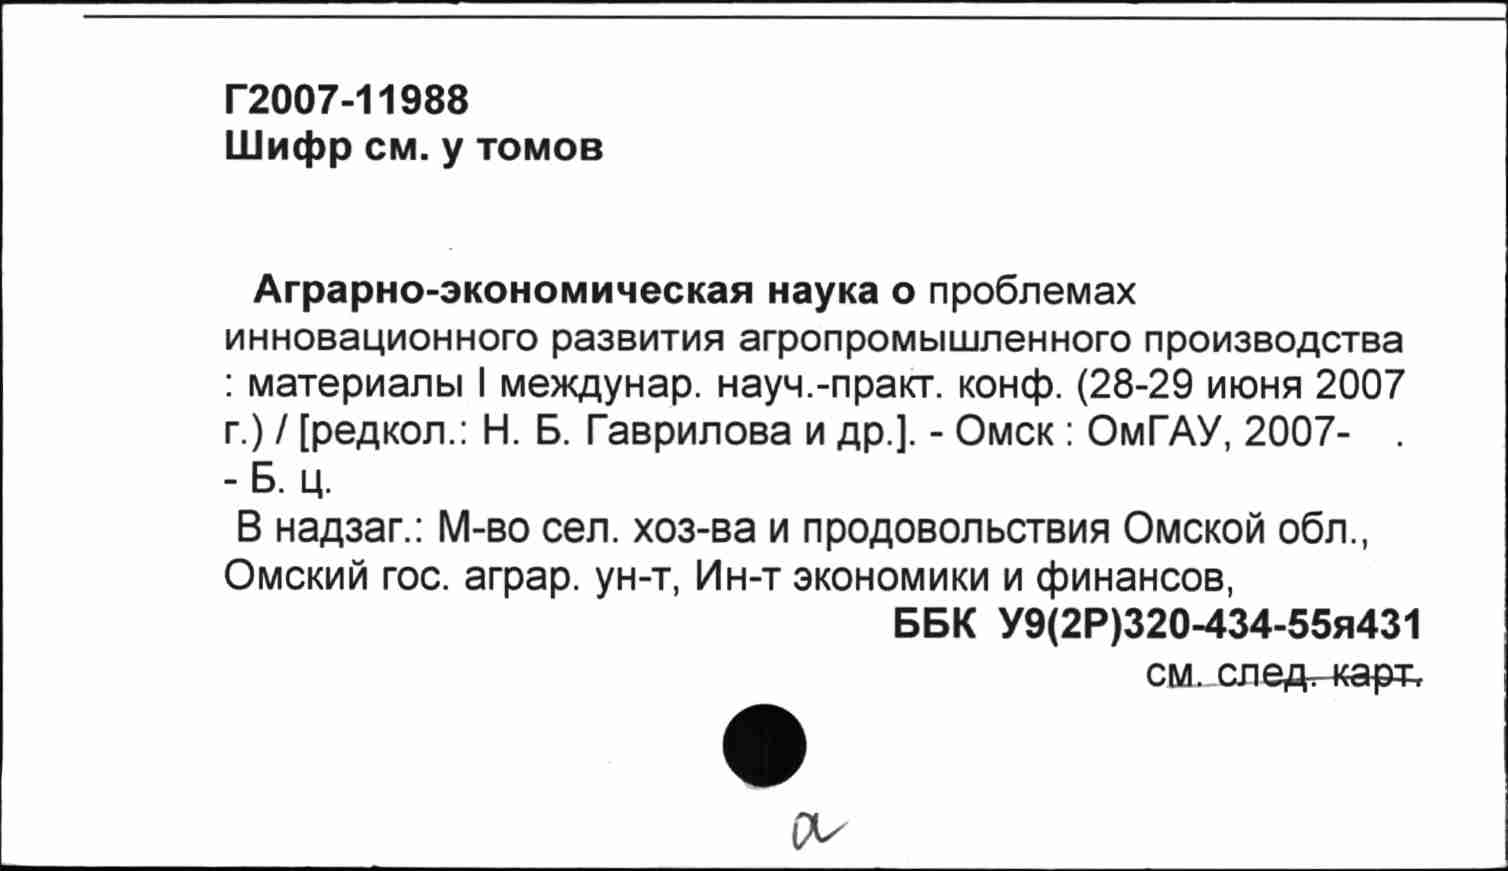 Г2007-11988
Шифр см. у томов
Аграрно-экономическая наука о проблемах
инновационного развития агропромышленного производства
: материалы I междунар. науч.-практ. конф. (28-29 июня 2007
г.) / [редкол.: Н. Б. Гаврилова и др.]. - Омск : ОмГАУ, 2007-    .
- Б. ц.
В надзаг.: М-во сел. хоз-ва и продовольствия Омской обл.,
Омский гос. аграр. ун-т, Ин-т экономики и финансов,
ББК У9(2Р)320-434-55я431
см. след. карт.
а